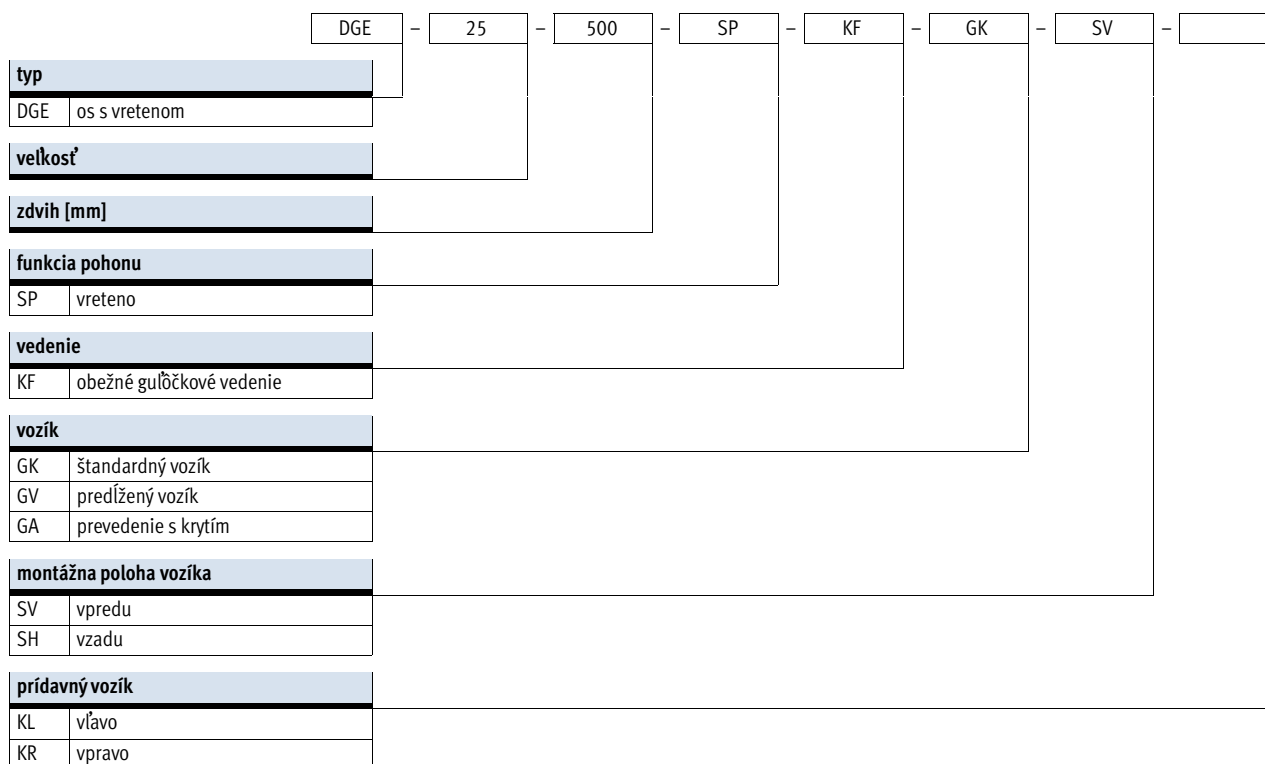 DGE – 25 – 500 – SP – KF – GK – SV –
typ
DGE os s vretenom
veľkosť
zdvih [mm]
funkcia pohonu
SP vreteno
vedenie
KF obežné guľôčkové vedenie
vozík
GK štandardný vozík
GV predĺžený vozík
GA prevedenie s krytím
montážna poloha vozíka
SV vpredu
SH vzadu
prídavný vozík
KL vľavo
KR vpravo